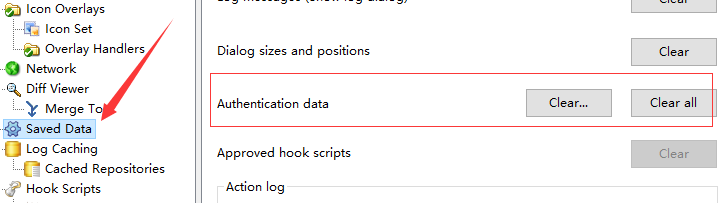 Icon Overlays
Icon Set
Overlay Handlers
Network
Diff Viewer
Merge To
Saved Data
Log Caching
Cached Repositories
Hook Scripts
Log messages (Show log dialog)
Clear
Dialog sizes and positions
Clear
Authentication data
Clear...
Clear all
Approved hook scripts
Clear
Action log